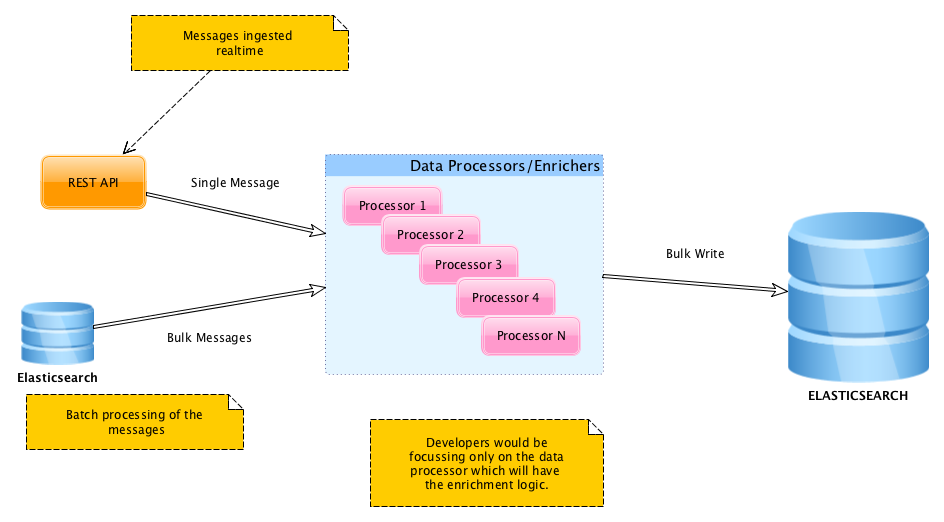 Messages ingested
realtime
REST API
Single Message
Data Processors/Enrichers
Processor 1
Processor 2
Processor 3
Processor 4
Processor N
Bulk Write
Bulk Messages
Elasticsearch
ELASTICSEARCH
Batch processing of the
messages
Developers would be
focussing only on the data
processor which will have
the enrichment logic.